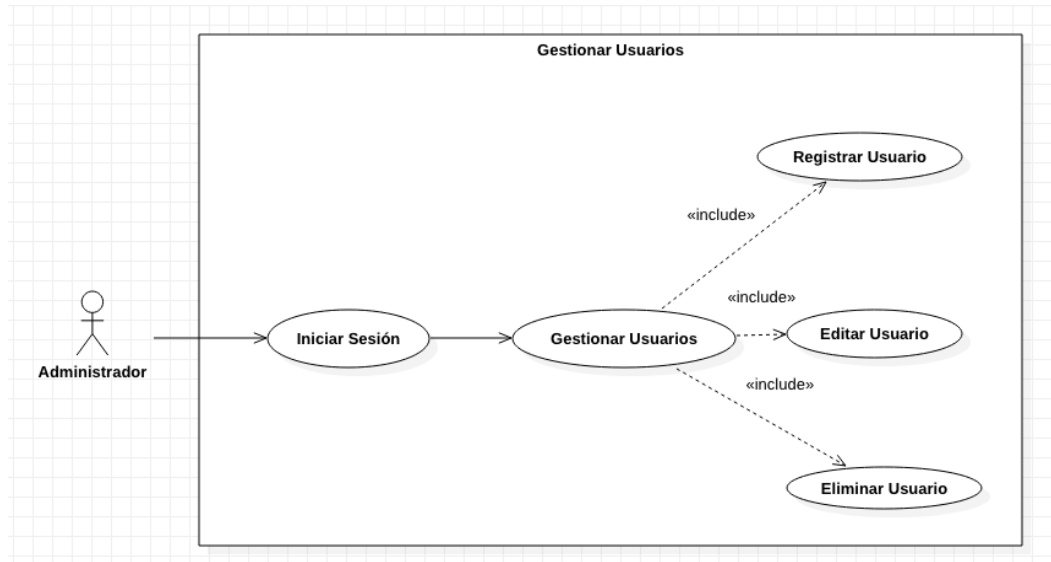 Gestionar Usuarios
Registrar Usuario
«include»
«include»
Editar Usuario
Iniciar Sesión
Gestionar Usuarios
Administrador
«include»
Eliminar Usuario